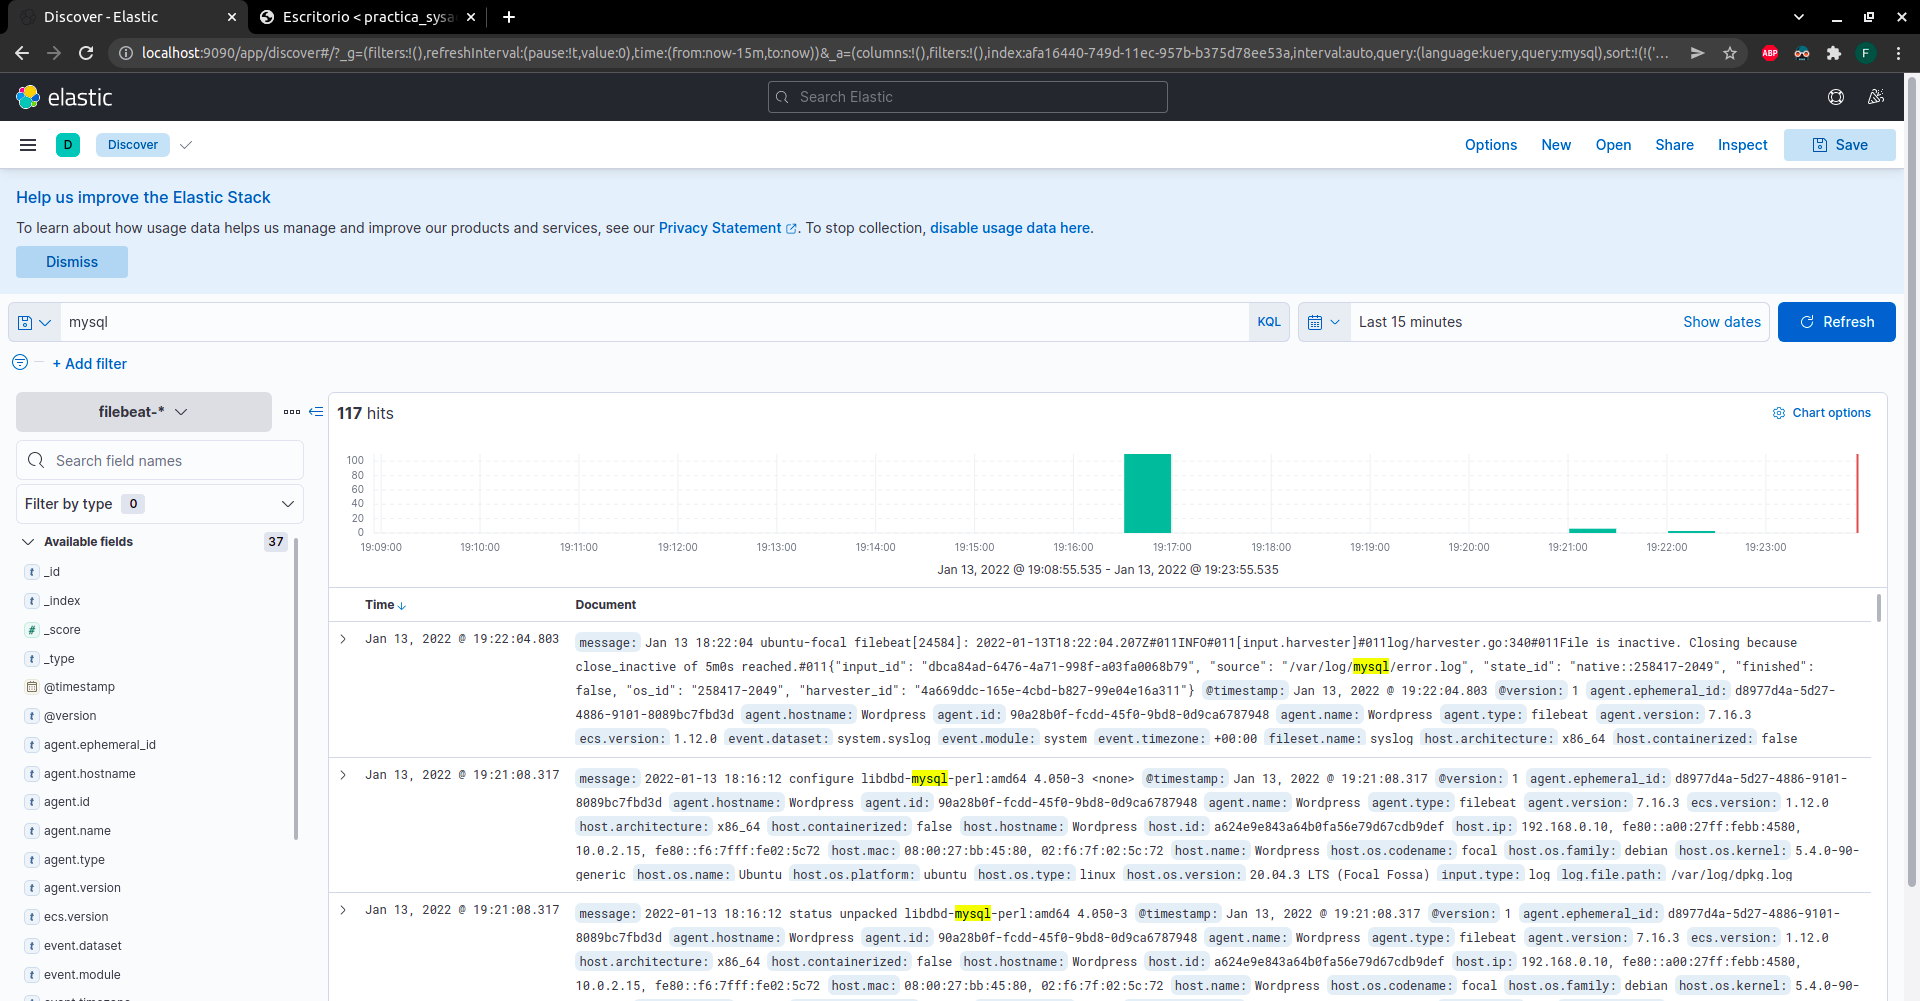 Discover - Elastic
Escritorio < practica_sysa
localhost:9090/app/discover#/?_g=(filters:!(),refreshInterval:(pause:!t,value:0),time:(from:now-15m,to:now))&_a=(columns:!(),filters:!(),index:afa16440-749d-11ec-957b-b375d78ee53a,interval:auto,query:(language:kuery,query:mysql),sort:!(!('...
ABP
F
elastic
Search Elastic
D
Discover
Options
New
Open
Share
Inspect
Save
Help us improve the Elastic Stack
To learn about how usage data helps us manage and improve our products and services, see our Privacy Statement. To stop collection, disable usage data here.
Dismiss
mysql
KQL
Last 15 minutes
Show dates
Refresh
+ Add filter
filebeat-*
117 hits
Chart options
Search field names
Filter by type 0
Available fields 37
t _id
t _index
# _score
t _type
@timestamp
t @version
t agent.ephemeral_id
t agent.hostname
t agent.id
t agent.name
t agent.type
t agent.version
t ecs.version
t event.dataset
t event.module
100
80
60
40
20
0
19:09:00 19:10:00 19:11:00 19:12:00 19:13:00 19:14:00 19:15:00 19:16:00 19:17:00 19:18:00 19:19:00 19:20:00 19:21:00 19:22:00 19:23:00
Jan 13, 2022 @ 19:08:55.535 - Jan 13, 2022 @ 19:23:55.535
Time Document
Jan 13, 2022 @ 19:22:04.803
message: Jan 13 18:22:04 ubuntu-focal filebeat[24584]: 2022-01-13T18:22:04.207Z#011INFO#011[input.harvester]#011log/harvester.go:340#011File is inactive. Closing because
close_inactive of 5m0s reached.#011{"input_id": "dbca84ad-6476-4a71-998f-a03fa0068b79", "source": "/var/log/mysql/error.log", "state_id": "native::258417-2049", "finished":
false, "os_id": "258417-2049", "harvester_id": "4a669ddc-165e-4cbd-b827-99e04e16a311"} @timestamp: Jan 13, 2022 @ 19:22:04.803 @version: 1 agent.ephemeral_id: d8977d4a-5d27-
4886-9101-8089bc7fbd3d agent.hostname: Wordpress agent.id: 90a28b0f-fcdd-45f0-9bd8-0d9ca6787948 agent.name: Wordpress agent.type: filebeat agent.version: 7.16.3
ecs.version: 1.12.0 event.dataset: system.syslog event.module: system event.timezone: +00:00 fileset.name: syslog host.architecture: x86_64 host.containerized: false
Jan 13, 2022 @ 19:21:08.317
message: 2022-01-13 18:16:12 configure libdbd-mysql-perl:amd64 4.050-3 <none> @timestamp: Jan 13, 2022 @ 19:21:08.317 @version: 1 agent.ephemeral_id: d8977d4a-5d27-4886-9101-
8089bc7fbd3d agent.hostname: Wordpress agent.id: 90a28b0f-fcdd-45f0-9bd8-0d9ca6787948 agent.name: Wordpress agent.type: filebeat agent.version: 7.16.3 ecs.version: 1.12.0
host.architecture: x86_64 host.containerized: false host.hostname: Wordpress host.id: a624e9e843a64b0fa56e79d67cdb9def host.ip: 192.168.0.10, fe80::a00:27ff:febb:4580,
10.0.2.15, fe80::f6:7fff:fe02:5c72 host.mac: 08:00:27:bb:45:80, 02:f6:7f:02:5c:72 host.name: Wordpress host.os.codename: focal host.os.family: debian host.os.kernel: 5.4.0-90-
generic host.os.name: Ubuntu host.os.platform: ubuntu host.os.type: linux host.os.version: 20.04.3 LTS (Focal Fossa) input.type: log log.file.path: /var/log/dpkg.log
Jan 13, 2022 @ 19:21:08.317
message: 2022-01-13 18:16:12 status unpacked libdbd-mysql-perl:amd64 4.050-3 @timestamp: Jan 13, 2022 @ 19:21:08.317 @version: 1 agent.ephemeral_id: d8977d4a-5d27-4886-9101-
8089bc7fbd3d agent.hostname: Wordpress agent.id: 90a28b0f-fcdd-45f0-9bd8-0d9ca6787948 agent.name: Wordpress agent.type: filebeat agent.version: 7.16.3 ecs.version: 1.12.0
host.architecture: x86_64 host.containerized: false host.hostname: Wordpress host.id: a624e9e843a64b0fa56e79d67cdb9def host.ip: 192.168.0.10, fe80::a00:27ff:febb:4580,
10.0.2.15, fe80::f6:7fff:fe02:5c72 host.mac: 08:00:27:bb:45:80, 02:f6:7f:02:5c:72 host.name: Wordpress host.os.codename: focal host.os.family: debian host.os.kernel: 5.4.0-90-